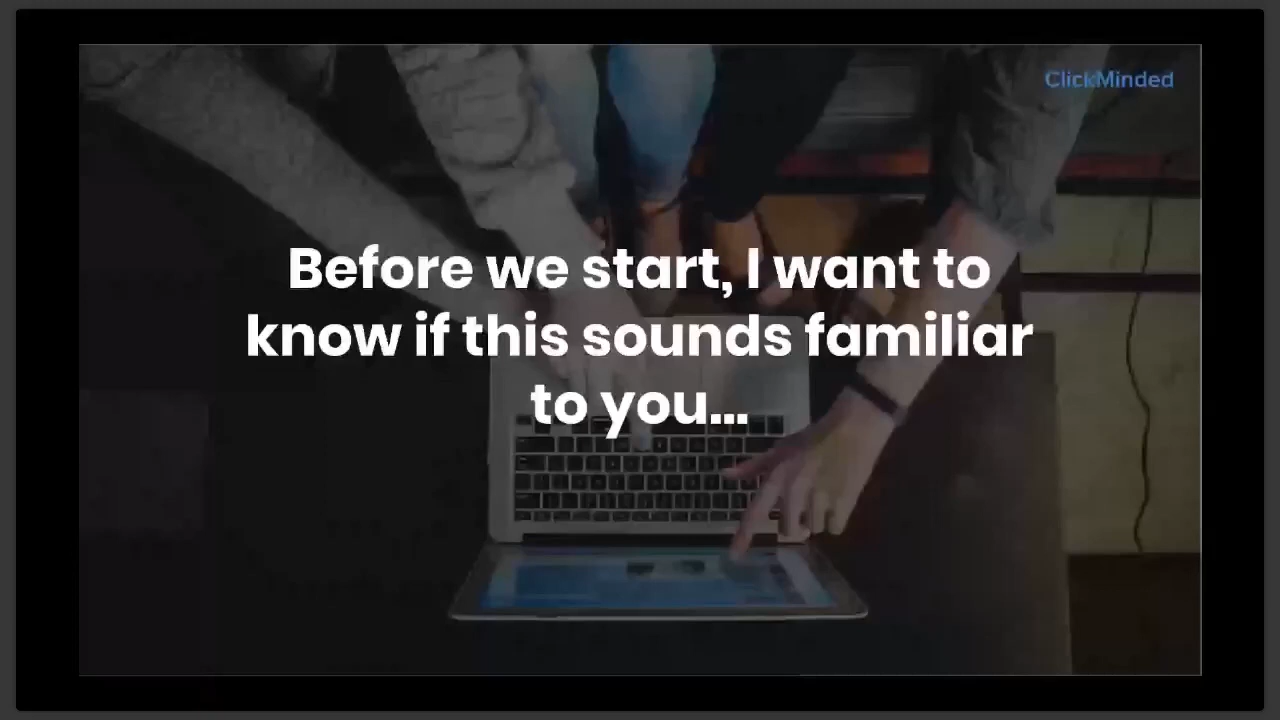 ClickMinded
Before we start, I want to
know if this sounds familiar
to you...